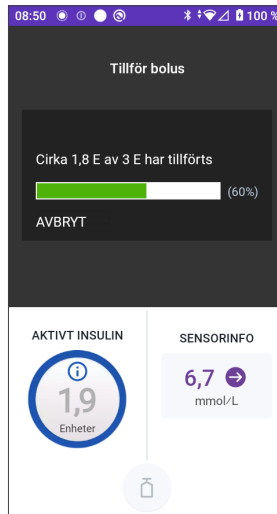 08:50 100 %
Tillför bolus
Cirka 1,8 E av 3 E har tillförts
(60%)
AVBRYT
AKTIVT INSULIN
1,9
Enheter
SENSORINFO
6,7
mmol/L